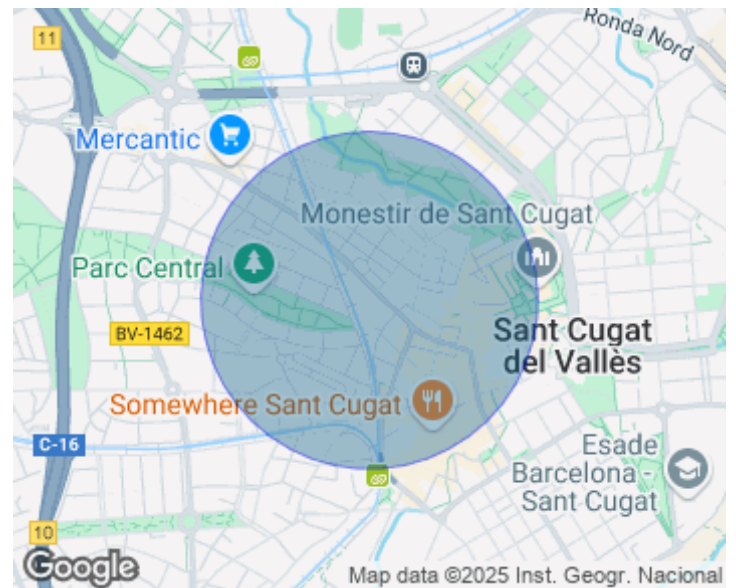 11
Ronda Nord
Mercantic
Monestir de Sant Cugat
Parc Central
BV-1462
Sant Cugat
del Vallès
Somewhere Sant Cugat
C-16
Esade
Barcelona -
Sant Cugat
10
Google
Map data ©2025 Inst. Geogr. Nacional